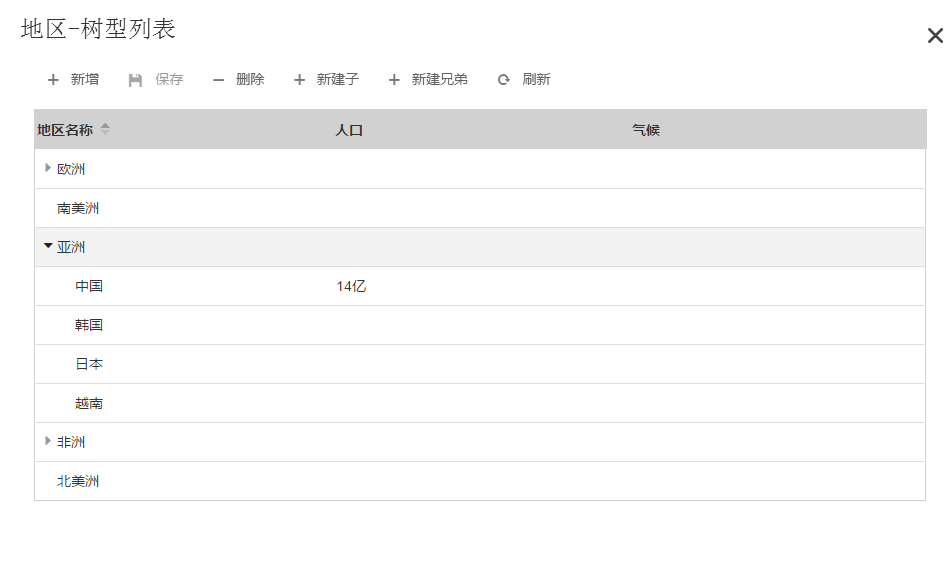 地区-树型列表
新增 保存 删除 新建子 新建兄弟 刷新
地区名称 人口 气候
欧洲
南美洲
亚洲
中国 14亿
韩国
日本
越南
非洲
北美洲